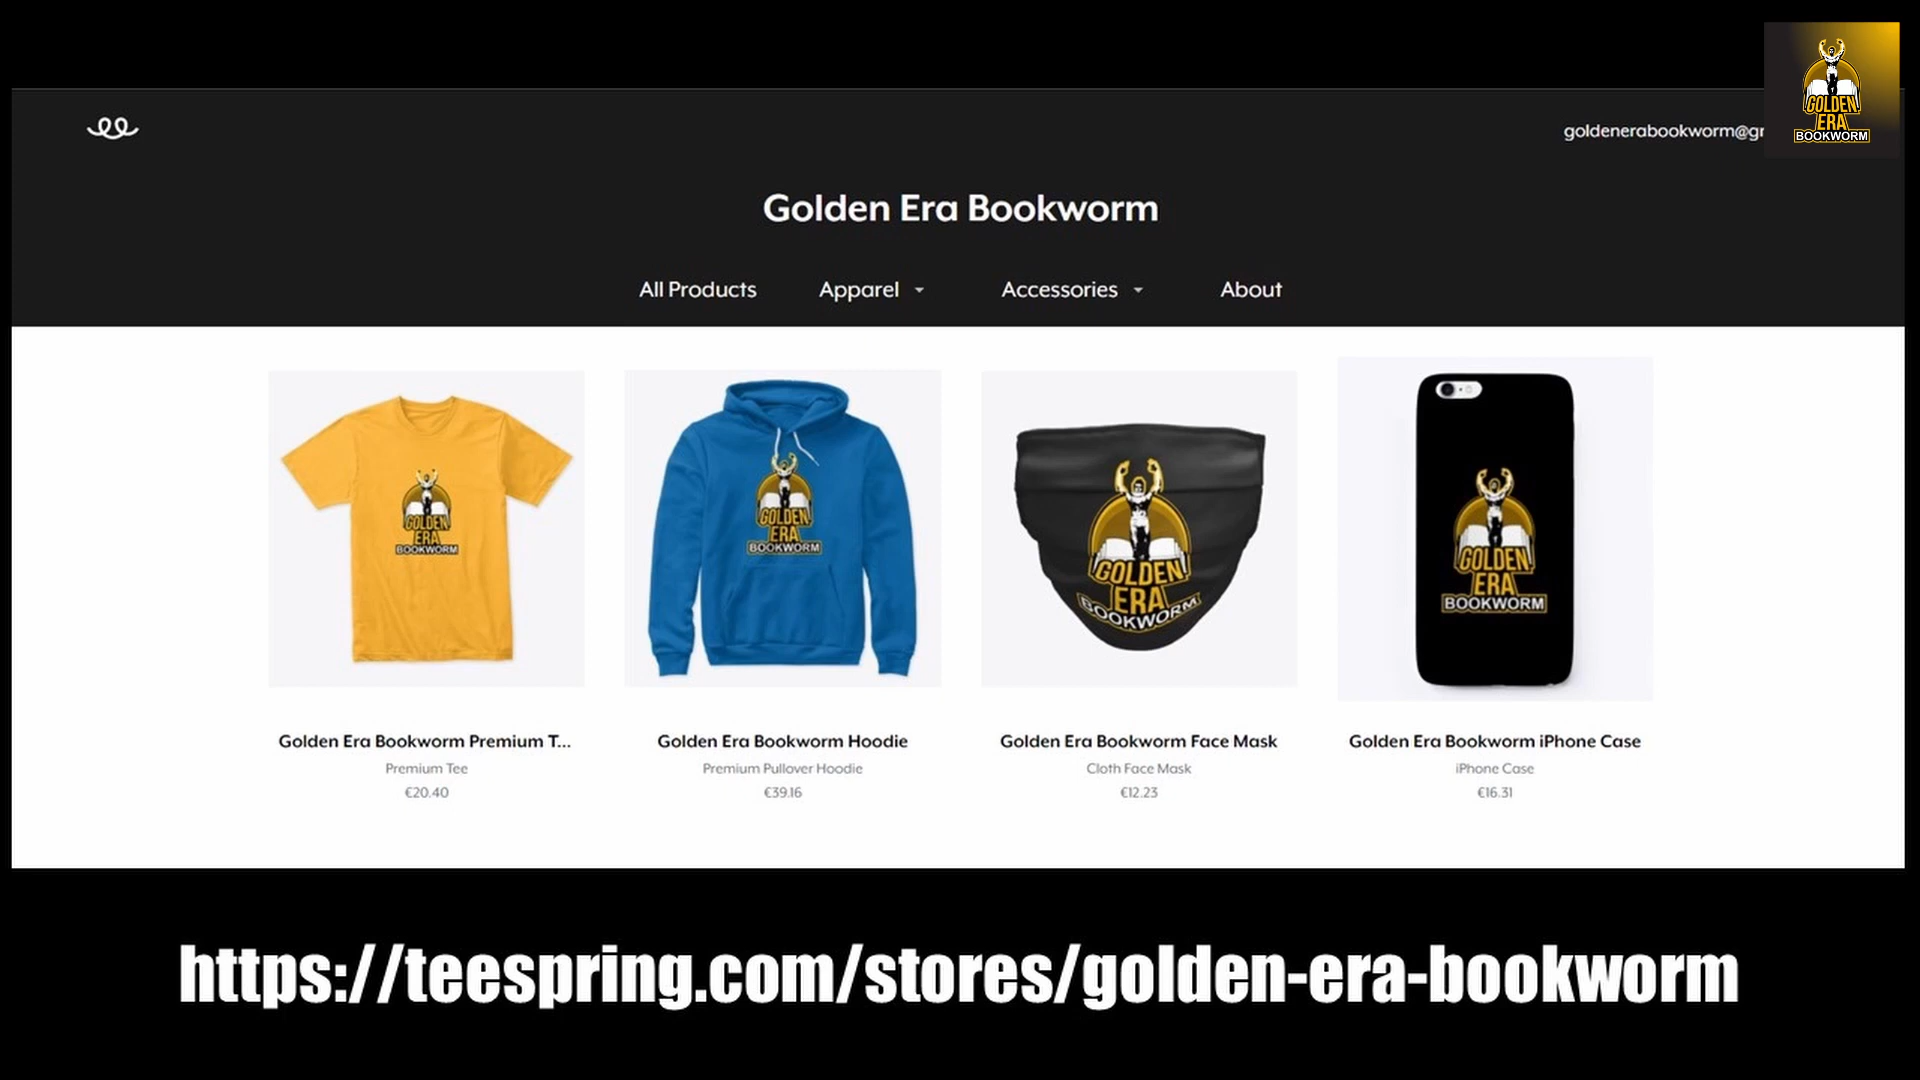 goldenerabookworm@gr
GOLDEN
ERA
BOOKWORM
Golden Era Bookworm
All Products
Apparel
Accessories
About
GOLDEN
ERA
BOOKWORM
GOLDEN
ERA
BOOKWORM
GOLDEN
ERA
BOOKWORM
GOLDEN
ERA
BOOKWORM
Golden Era Bookworm Premium T...
Premium Tee
€20.40
Golden Era Bookworm Hoodie
Premium Pullover Hoodie
€39.16
Golden Era Bookworm Face Mask
Cloth Face Mask
€12.23
Golden Era Bookworm iPhone Case
iPhone Case
€16.31
https://teespring.com/stores/golden-era-bookworm